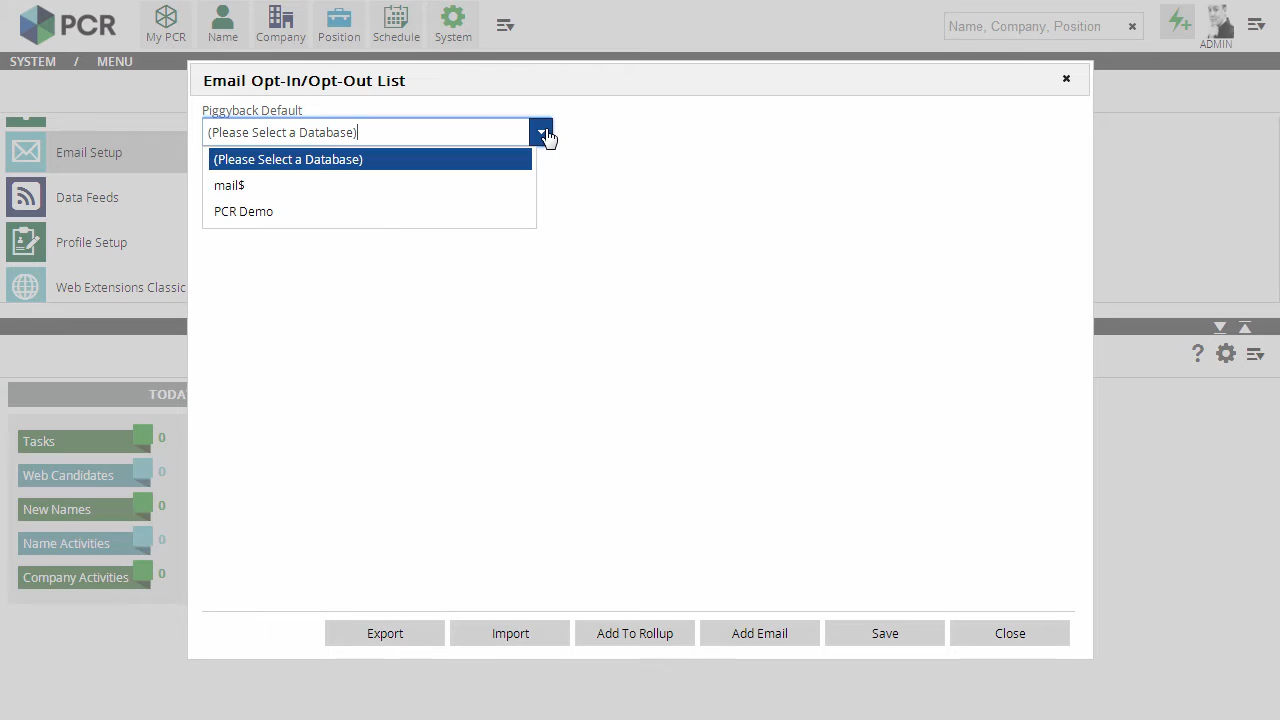 PCR
My PCR
Name
Company
Position
Schedule
System
Name, Company, Position
ADMIN
SYSTEM / MENU
Email Opt-In/Opt-Out List
Piggyback Default
(Please Select a Database)
(Please Select a Database)
mail$
PCR Demo
Email Setup
Data Feeds
Profile Setup
Web Extensions Classic
?
TODA
Tasks 0
Web Candidates 0
New Names 0
Name Activities 0
Company Activities 0
Export
Import
Add To Rollup
Add Email
Save
Close